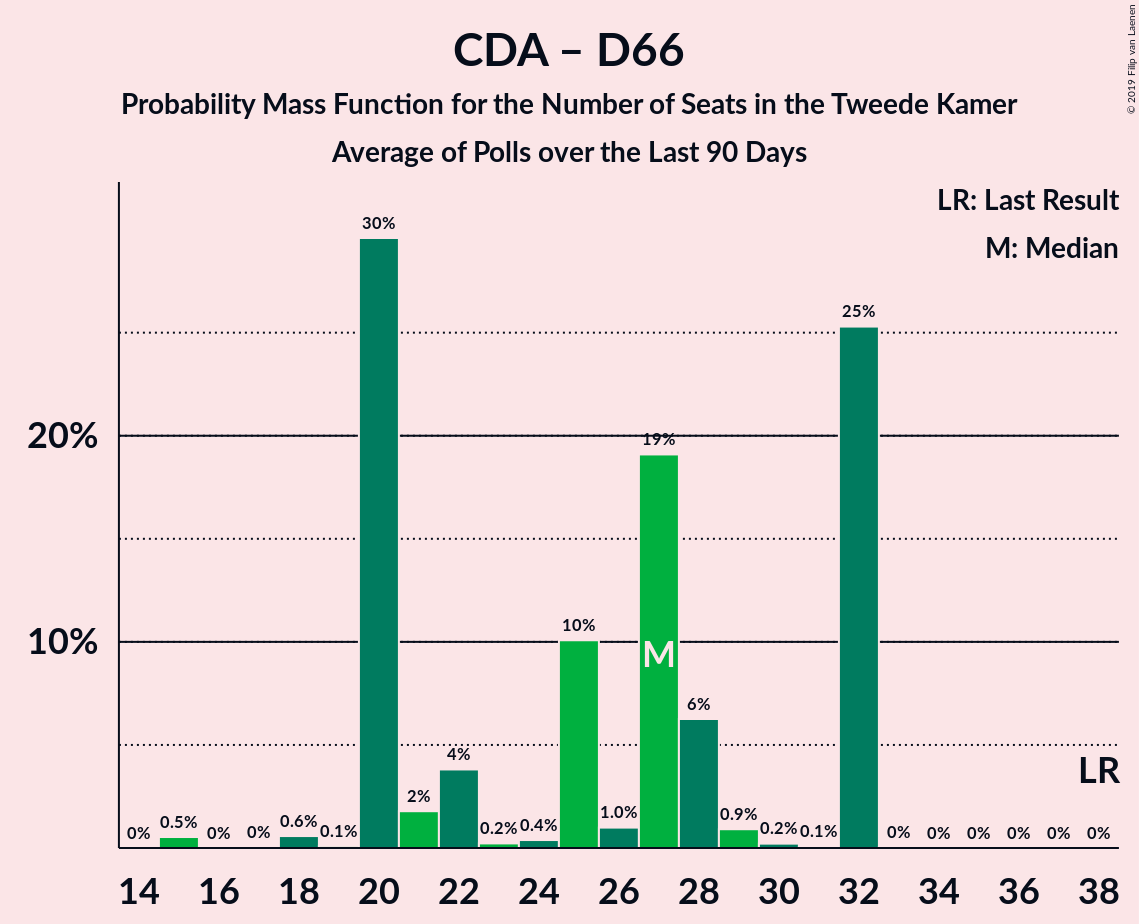 CDA – D66
Probability Mass Function for the Number of Seats in the Tweede Kamer
Average of Polls over the Last 90 Days
© 2019 Filip van Laenen
LR: Last Result
M: Median
20%
10%
0% 0.5% 0% 0% 0.6% 0.1% 30% 2% 4% 0.2% 0.4% 10% 1.0% 19% 6% 0.9% 0.2% 0.1% 25% 0% 0% 0% 0% 0% 0%
M
LR
14 16 18 20 22 24 26 28 30 32 34 36 38